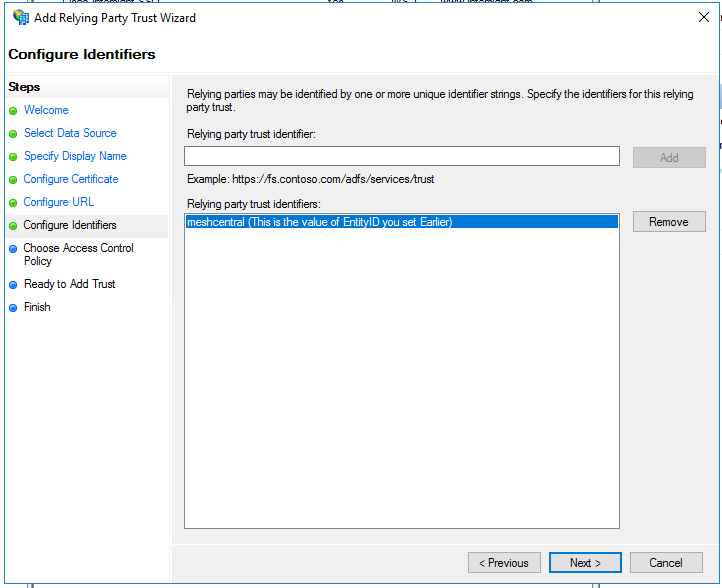 Add Relying Party Trust Wizard
Configure Identifiers
Steps
Welcome
Select Data Source
Specify Display Name
Configure Certificate
Configure URL
Configure Identifiers
Choose Access Control
Policy
Ready to Add Trust
Finish
Relying parties may be identified by one or more unique identifier strings. Specify the identifiers for this relying
party trust.
Relying party trust identifier:
Add
Example: https://fs.contoso.com/adfs/services/trust
Relying party trust identifiers:
meshcentral (This is the value of EntityID you set Earlier)
Remove
< Previous
Next >
Cancel